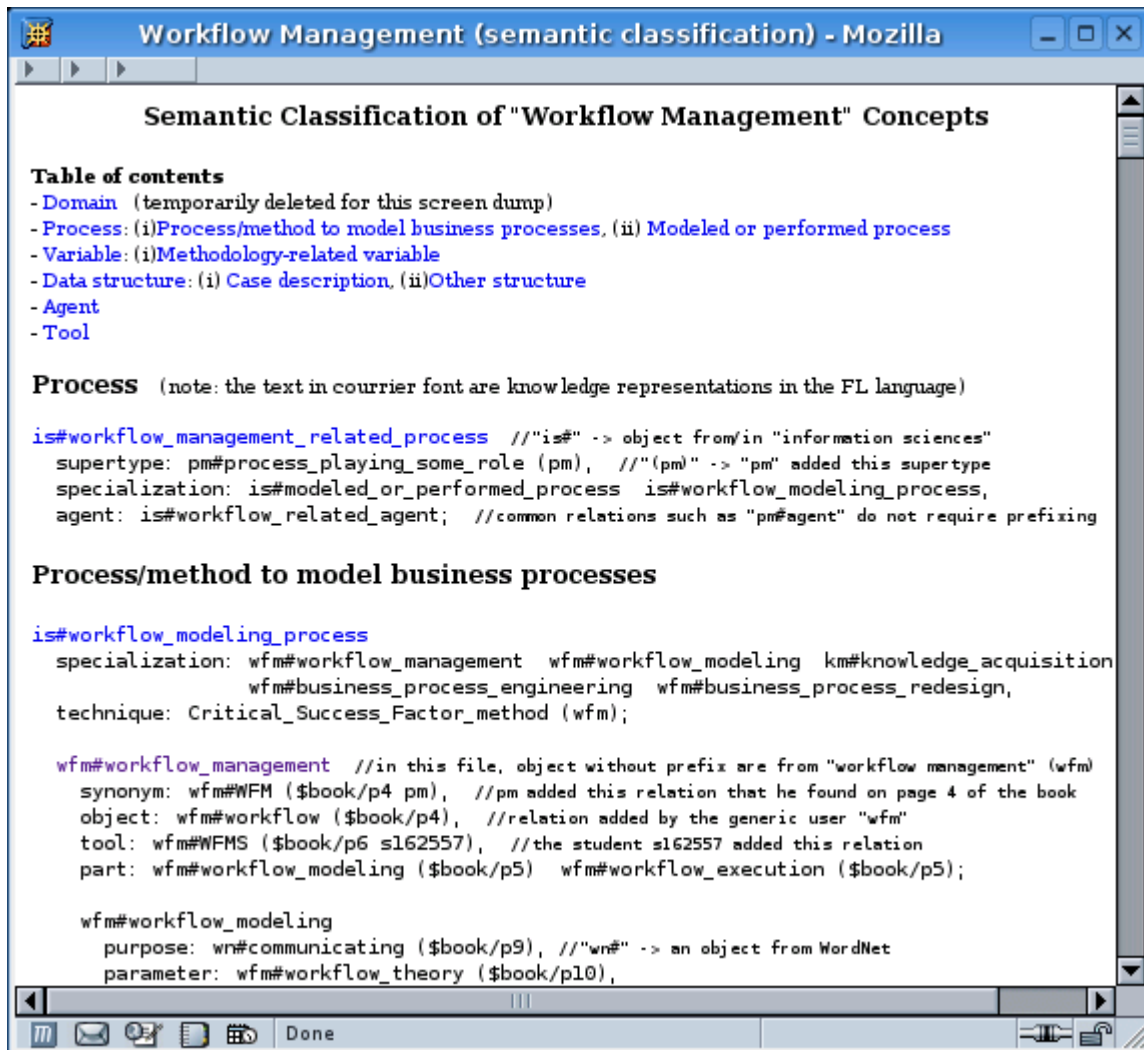 Workflow Management (semantic classification) - Mozilla
Semantic Classification of "Workflow Management" Concepts
Table of contents
- Domain (temporarily deleted for this screen dump)
- Process: (i)Process/method to model business processes, (ii) Modeled or performed process
- Variable: (i)Methodology-related variable
- Data structure: (i) Case description, (ii)Other structure
- Agent
- Tool
Process (note: the text in courrier font are knowledge representations in the FL language)
is#workflow_management_related_process //"is#" -> object from/in "information sciences"
supertype: pm#process_playing_some_role (pm), //"(pm)" -> "pm" added this supertype
specialization: is#modeled_or_performed_process is#workflow_modeling_process,
agent: is#workflow_related_agent; //common relations such as "pm#agent" do not require prefixing
Process/method to model business processes
is#workflow_modeling_process
specialization: wfm#workflow_management wfm#workflow_modeling km#knowledge_acquisition
wfm#business_process_engineering wfm#business_process_redesign,
technique: Critical_Success_Factor_method (wfm);
wfm#workflow_management //in this file, object without prefix are from "workflow management" (wfm)
synonym: wfm#WFM ($book/p4 pm), //pm added this relation that he found on page 4 of the book
object: wfm#workflow ($book/p4), //relation added by the generic user "wfm"
tool: wfm#WFMS ($book/p6 s162557), //the student s162557 added this relation
part: wfm#workflow_modeling ($book/p5) wfm#workflow_execution ($book/p5);
wfm#workflow_modeling
purpose: wn#communicating ($book/p9), //"wn#" -> an object from WordNet
parameter: wfm#workflow_theory ($book/p10),
Done